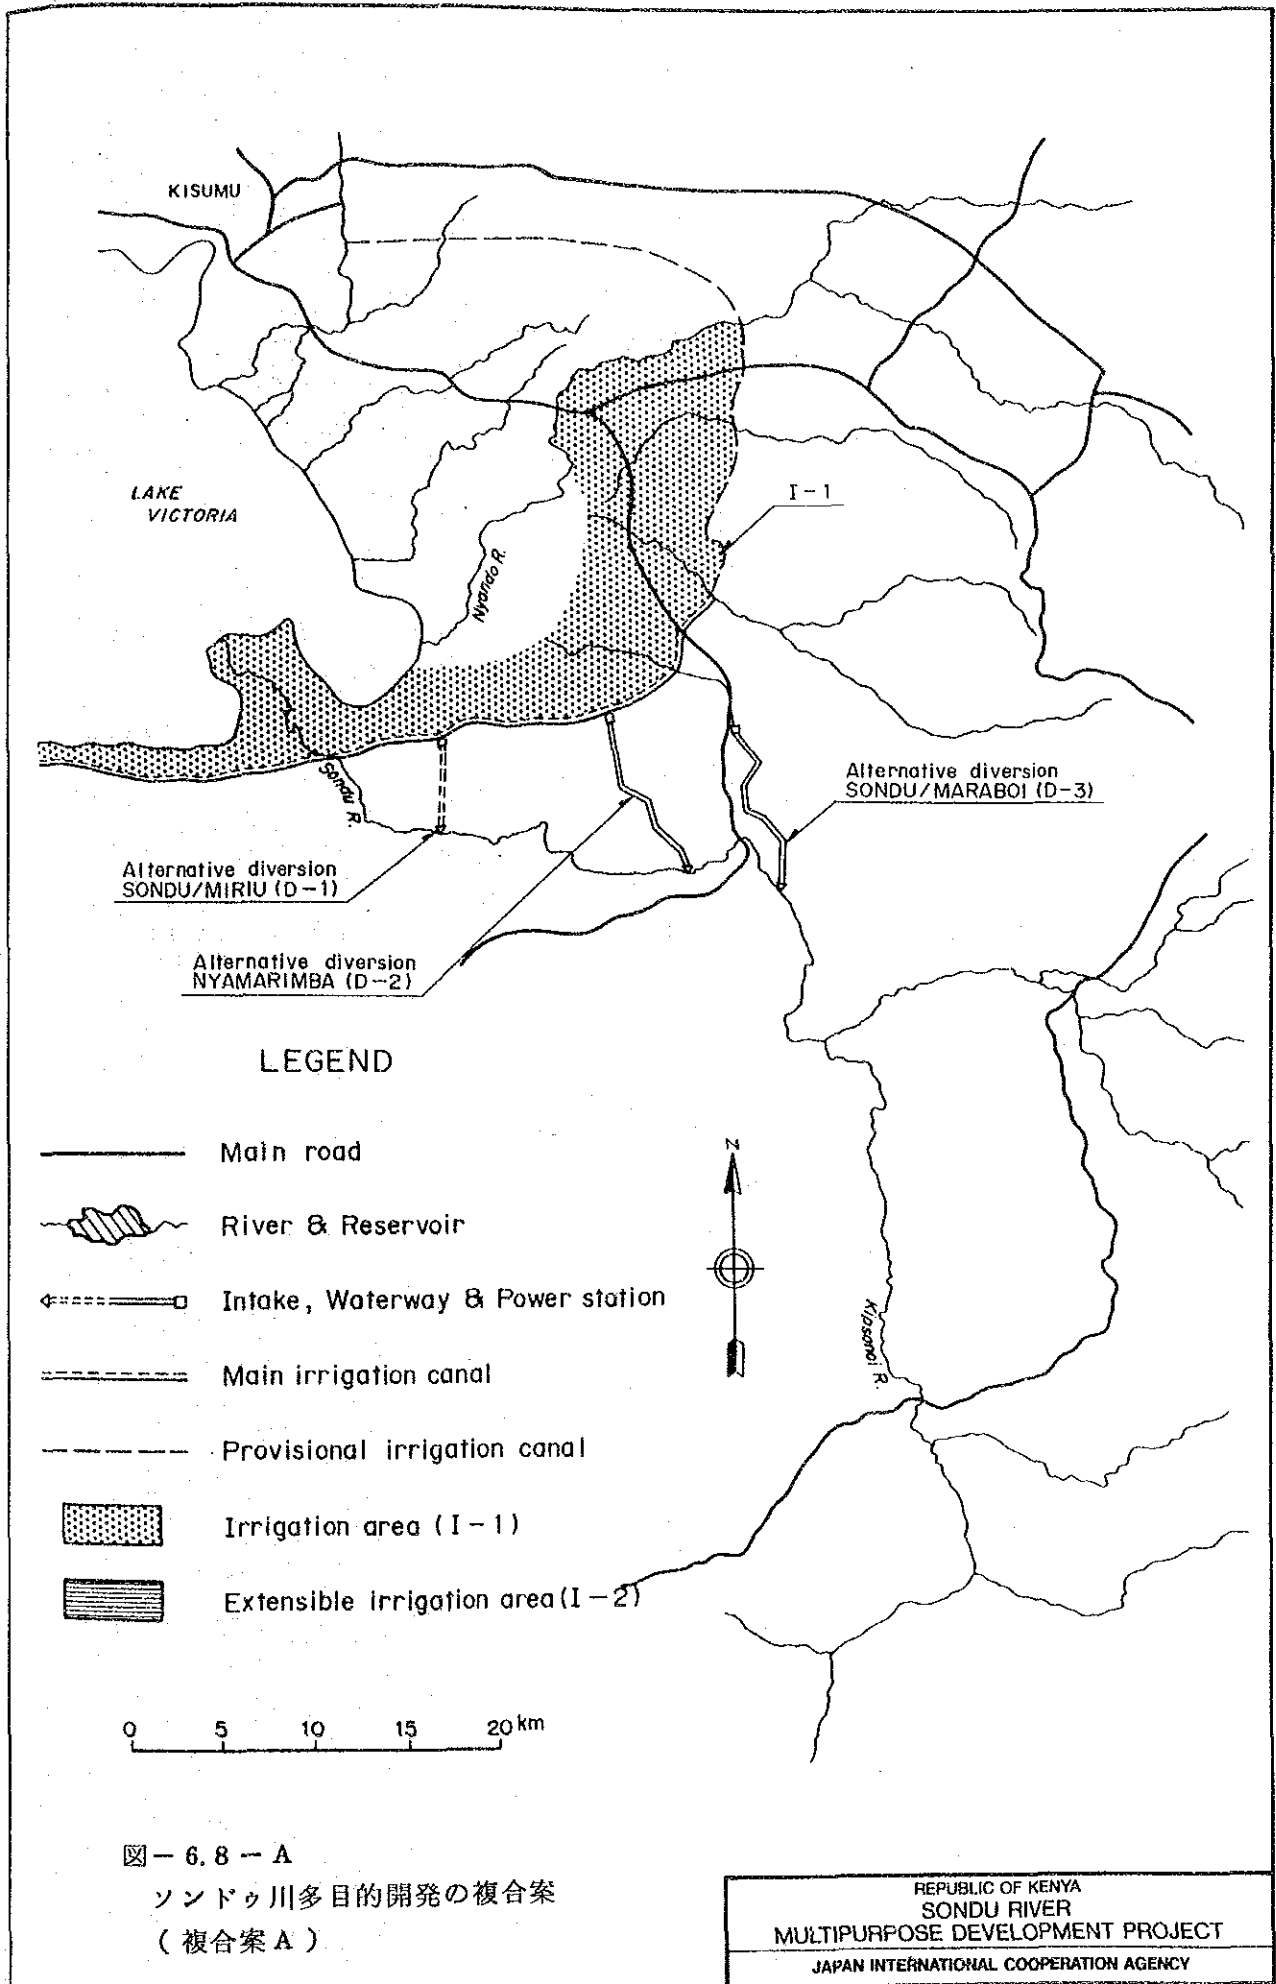 KISUMU
LAKE
VICTORIA
I-1
Nyando R.
Sondu R.
Alternative diversion
SONDU/MARABOI (D-3)
Alternative diversion
SONDU/MIRIU (D-1)
Alternative diversion
NYAMARIMBA (D-2)
LEGEND
Main road
River & Reservoir
Intake, Waterway & Power station
Main irrigation canal
Provisional irrigation canal
Irrigation area (I-1)
Extensible irrigation area (I-2)
N
Kipsonoi R.
0 5 10 15 20 km
図-6.8-A
ソンドゥ川多目的開発の複合案
(複合案A)
REPUBLIC OF KENYA
SONDU RIVER
MULTIPURPOSE DEVELOPMENT PROJECT
JAPAN INTERNATIONAL COOPERATION AGENCY